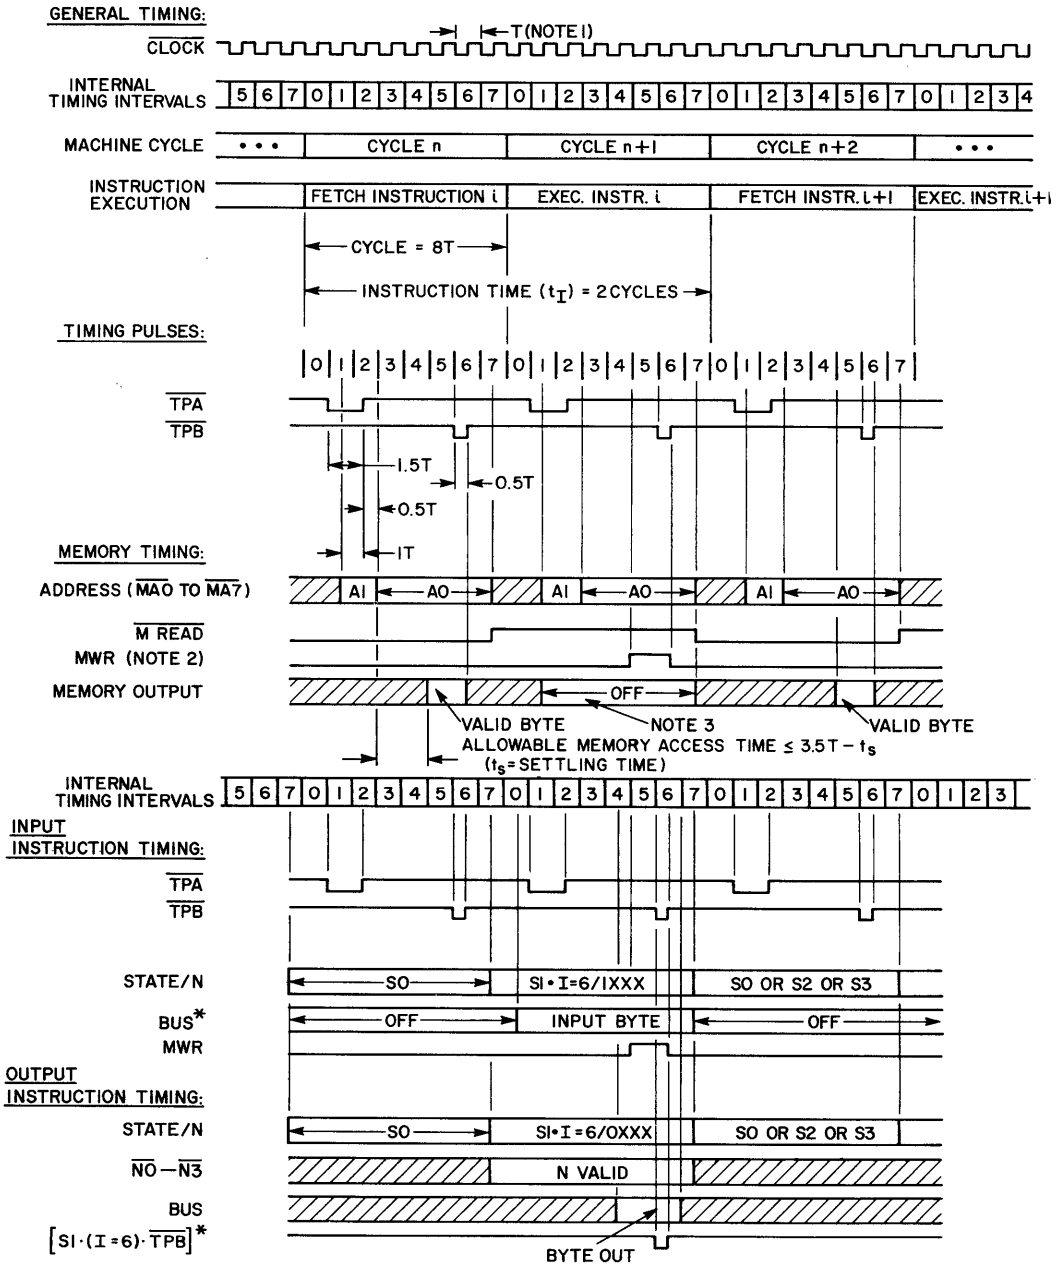 GENERAL TIMING:
T(NOTE 1)
CLOCK
INTERNAL
TIMING INTERVALS
5 6 7 0 1 2 3 4 5 6 7 0 1 2 3 4 5 6 7 0 1 2 3 4 5 6 7 0 1 2 3 4
MACHINE CYCLE ••• CYCLE n CYCLE n+1 CYCLE n+2 •••
INSTRUCTION
EXECUTION
FETCH INSTRUCTION i EXEC. INSTR. i FETCH INSTR. i+1 EXEC. INSTR. i+1
CYCLE = 8T
INSTRUCTION TIME (tI) = 2 CYCLES
TIMING PULSES:
0 1 2 3 4 5 6 7 0 1 2 3 4 5 6 7 0 1 2 3 4 5 6 7
TPA
TPB
1.5T
0.5T
0.5T
1T
MEMORY TIMING:
ADDRESS (MA0 TO MA7) A1 A0 A1 A0 A1 A0
M READ
MWR (NOTE 2)
MEMORY OUTPUT OFF
VALID BYTE NOTE 3 VALID BYTE
ALLOWABLE MEMORY ACCESS TIME ≤ 3.5T - ts
(ts = SETTLING TIME)
INTERNAL
TIMING INTERVALS
5 6 7 0 1 2 3 4 5 6 7 0 1 2 3 4 5 6 7 0 1 2 3 4 5 6 7 0 1 2 3
INPUT
INSTRUCTION TIMING:
TPA
TPB
STATE/N S0 S1•I=6/1XXX S0 OR S2 OR S3
BUS* OFF INPUT BYTE OFF
MWR
OUTPUT
INSTRUCTION TIMING:
STATE/N S0 S1•I=6/0XXX S0 OR S2 OR S3
N0 — N3 N VALID
BUS
[S1·(I=6)·TPB]*
BYTE OUT